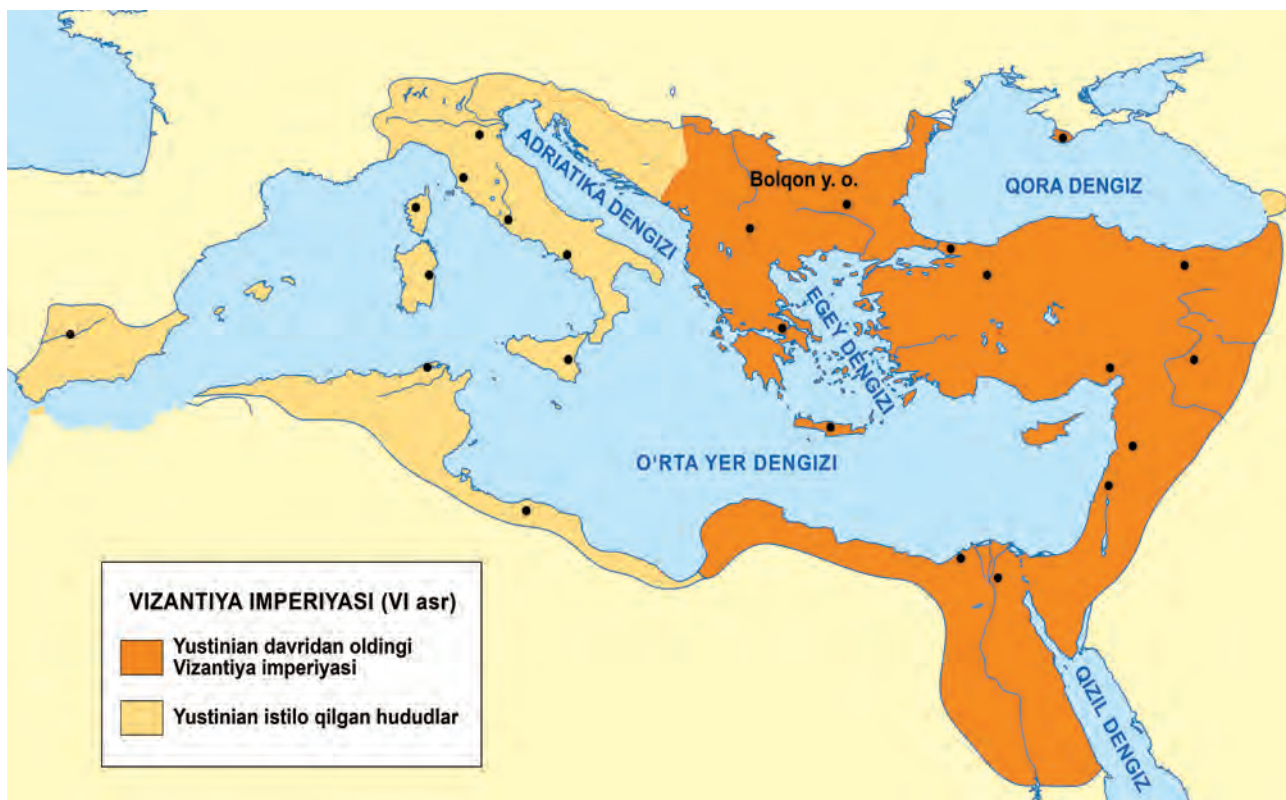 ADRIATIKA DENGIZI
Bolqon y. o.
QORA DENGIZ
EGEY DENGIZI
O‘RTA YER DENGIZI
QIZIL DENGIZ
VIZANTIYA IMPERIYASI (VI asr)
Yustinian davridan oldingi
Vizantiya imperiyasi
Yustinian istilo qilgan hududlar